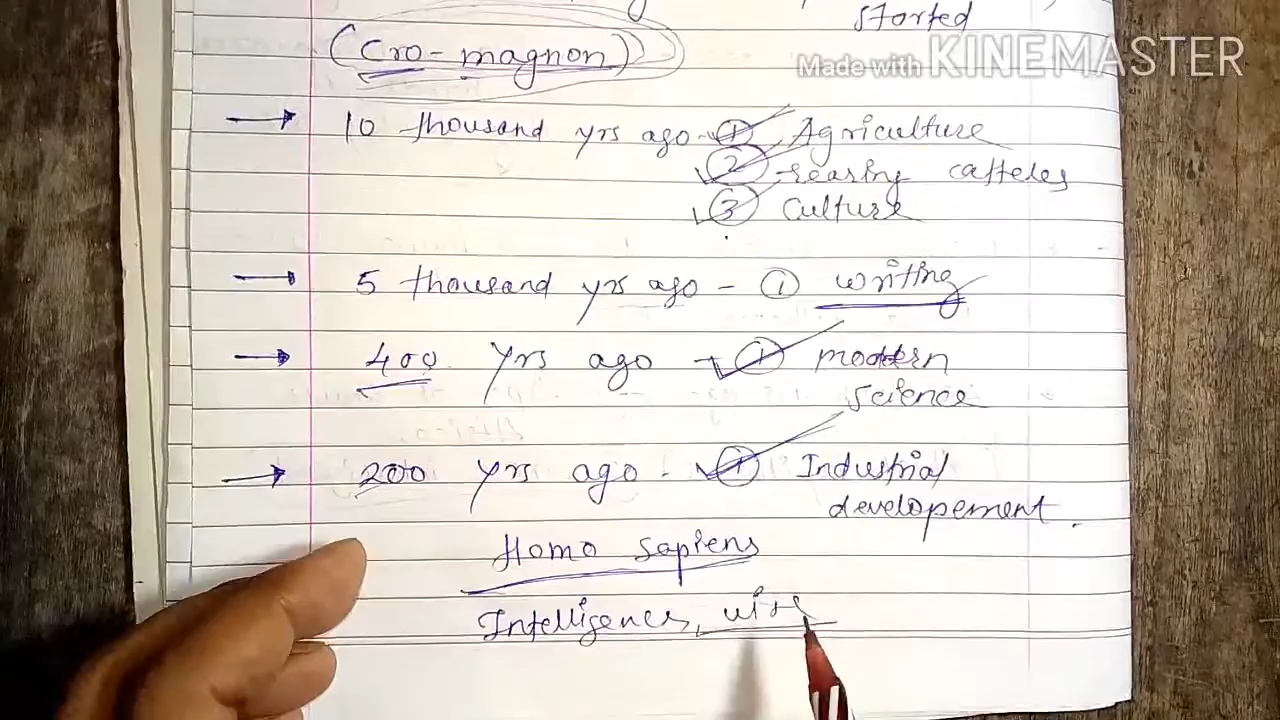 storted
Made with KINEMASTER
(Cro-magnon)
→ 10 thousand yrs ago - ① Agriculture
② rearing catteles
③ Culture
→ 5 thousand yrs ago - ① writing
→ 400 yrs ago - ① modern
science
→ 200 yrs ago - ① Industrial
developement.
Homo sapiens
Intelligence,